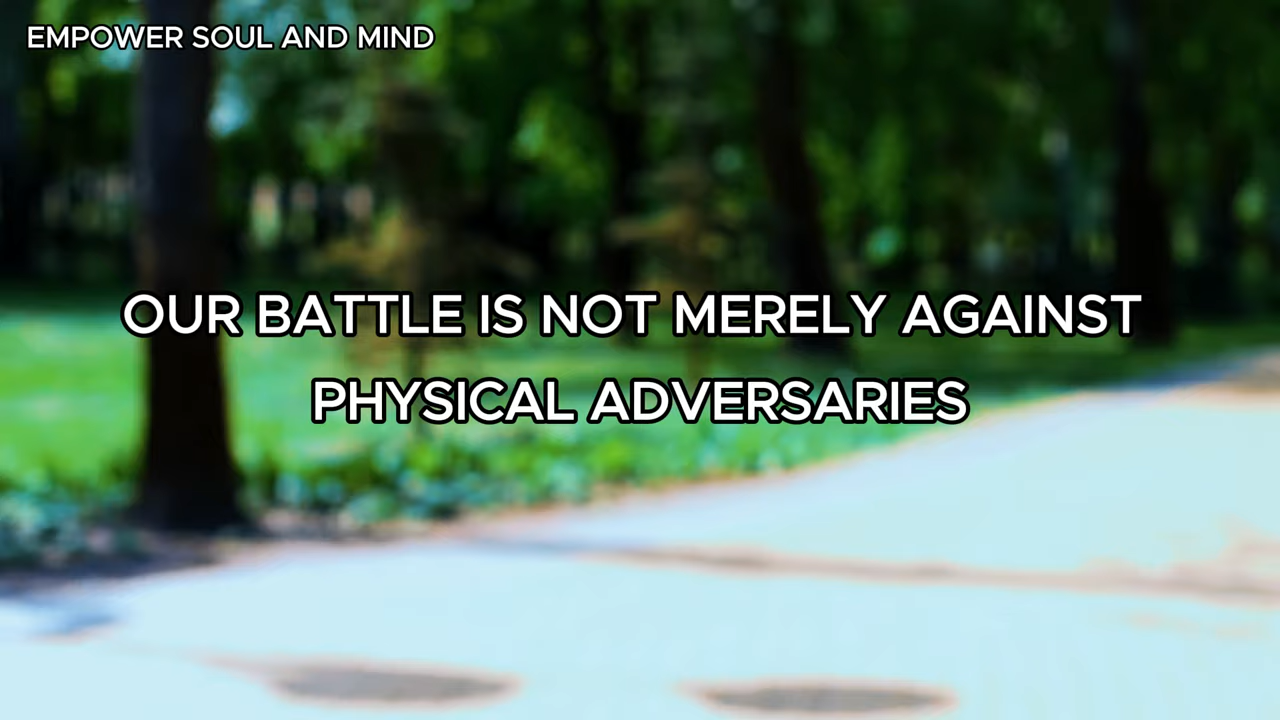 EMPOWER SOUL AND MIND
OUR BATTLE IS NOT MERELY AGAINST
PHYSICAL ADVERSARIES